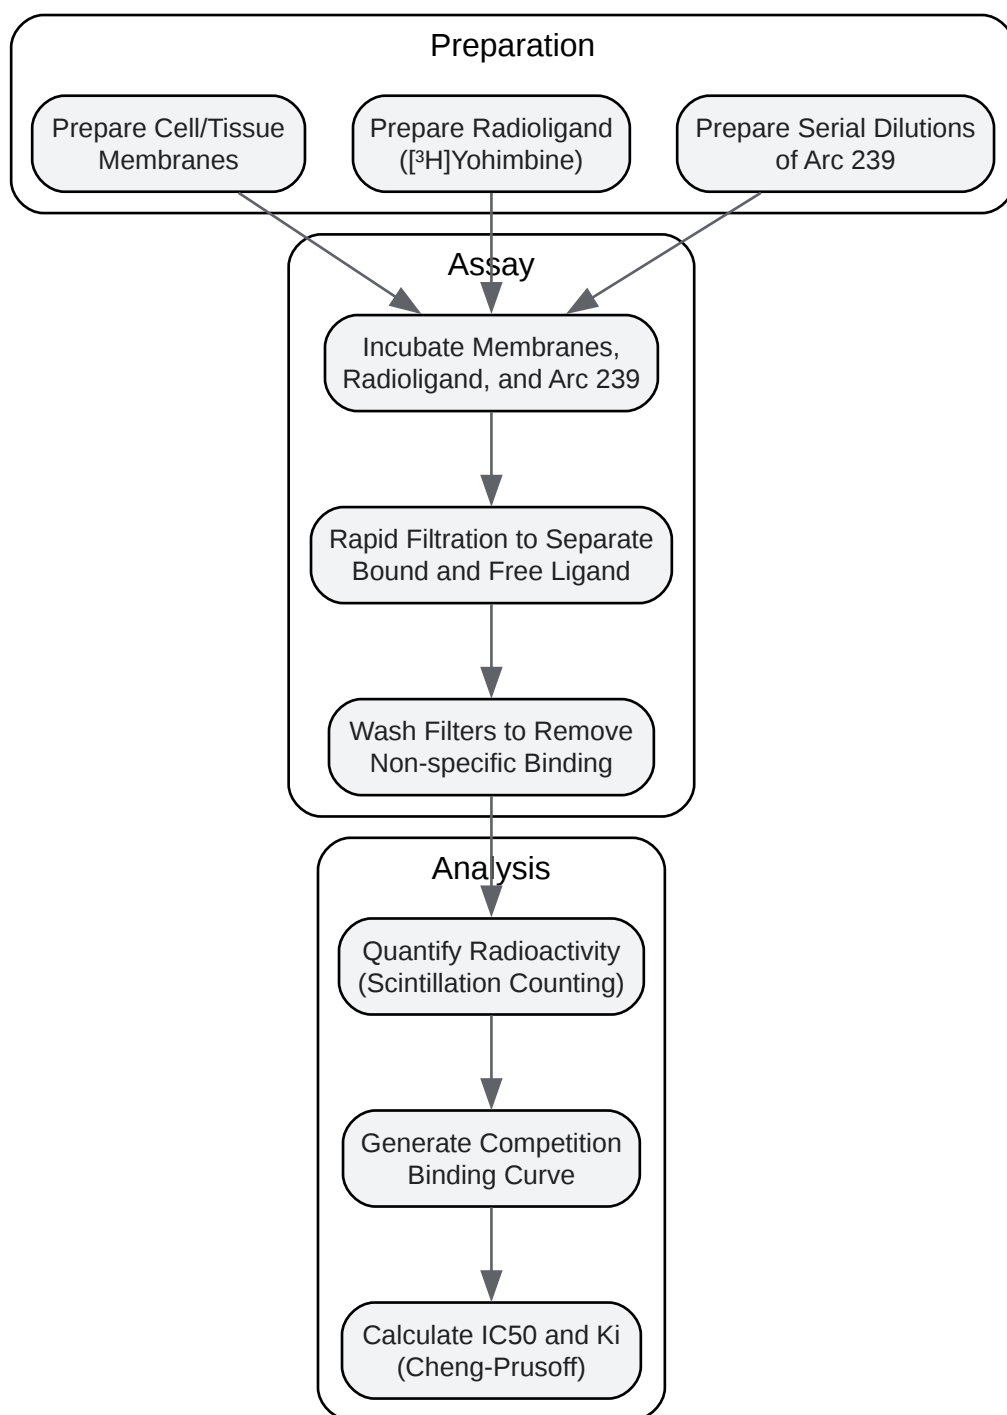 Preparation
Prepare Cell/Tissue
Membranes
Prepare Radioligand
([³H]Yohimbine)
Prepare Serial Dilutions
of Arc 239
Assay
Incubate Membranes,
Radioligand, and Arc 239
Rapid Filtration to Separate
Bound and Free Ligand
Wash Filters to Remove
Non-specific Binding
Analysis
Quantify Radioactivity
(Scintillation Counting)
Generate Competition
Binding Curve
Calculate IC50 and Ki
(Cheng-Prusoff)